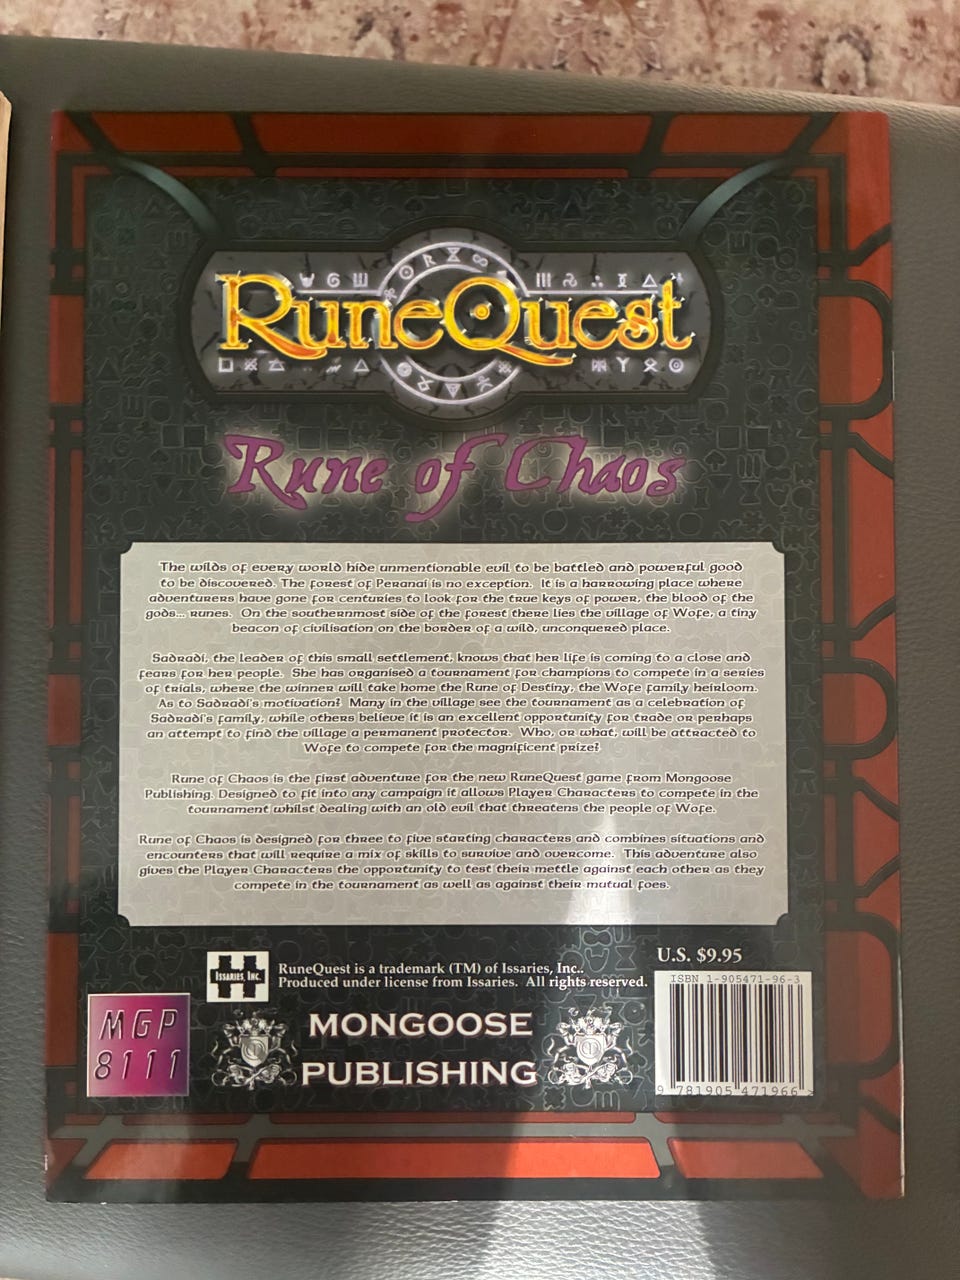 RuneQuest
Rune of Chaos
The wilds of every world hide unmentionable evil to be battled and powerful good
to be discovered. The forest of Peranai is no exception. It is a harrowing place where
adventurers have gone for centuries to look for the true keys of power, the blood of the
gods... runes. On the southernmost side of the forest there lies the village of Wofe, a tiny
beacon of civilisation on the border of a wild, unconquered place.
Sadradi, the leader of this small settlement, knows that her life is coming to a close and
fears for her people. She has organised a tournament for champions to compete in a series
of trials, where the winner will take home the Rune of Destiny, the Wofe family heirloom.
As to Sadradi's motivation? Many in the village see the tournament as a celebration of
Sadradi's family, while others believe it is an excellent opportunity for trade or perhaps
an attempt to find the village a permanent protector. Who, or what, will be attracted to
Wofe to compete for the magnificent prize?
Rune of Chaos is the first adventure for the new RuneQuest game from Mongoose
Publishing. Designed to fit into any campaign it allows Player Characters to compete in the
tournament whilst dealing with an old evil that threatens the people of Wofe.
Rune of Chaos is designed for three to five starting characters and combines situations and
encounters that will require a mix of skills to survive and overcome. This adventure also
gives the Player Characters the opportunity to test their mettle against each other as they
compete in the tournament as well as against their mutual foes.
Issaries, Inc.
RuneQuest is a trademark (TM) of Issaries, Inc..
Produced under license from Issaries. All rights reserved.
U.S. $9.95
ISBN 1-905471-96-3
MGP
8111
MONGOOSE
PUBLISHING
9 781905 471966 >